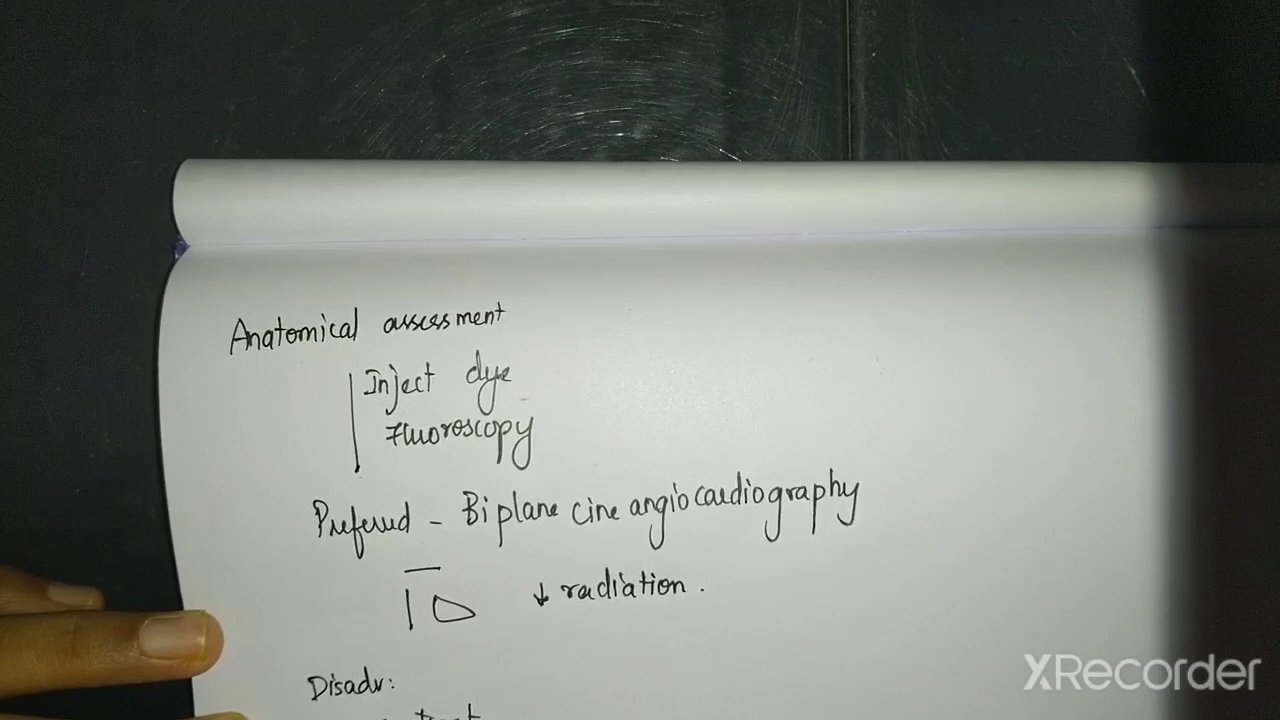 Anatomical assessment
Inject dye
Fluoroscopy
Preferred - Biplane cine angiocardiography
↓ radiation.
Disadv:
XRecorder